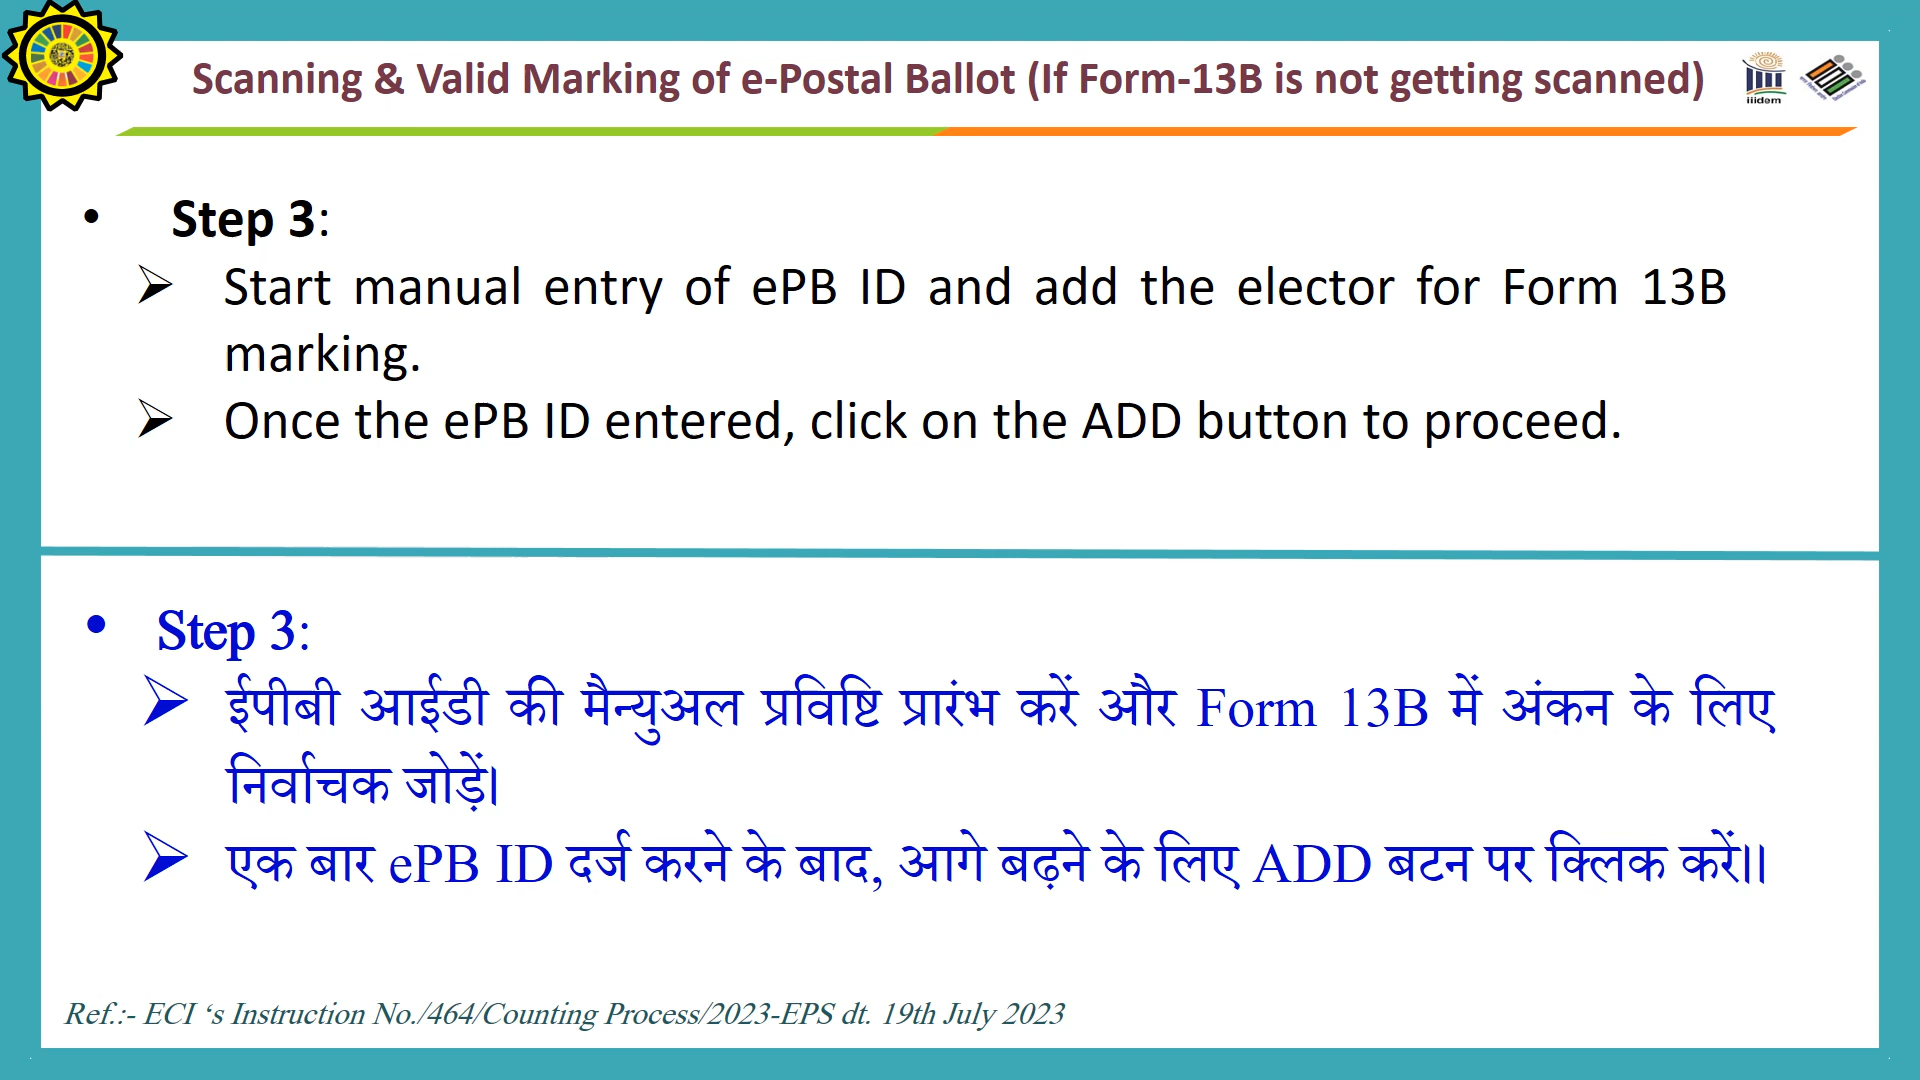 Scanning & Valid Marking of e-Postal Ballot (If Form-13B is not getting scanned)
iiidem
• Step 3:
➢ Start manual entry of ePB ID and add the elector for Form 13B
marking.
➢ Once the ePB ID entered, click on the ADD button to proceed.
• Step 3:
➢ ईपीबी आईडी की मैन्युअल प्रविष्टि प्रारंभ करें और Form 13B में अंकन के लिए
निर्वाचक जोड़ें।
➢ एक बार ePB ID दर्ज करने के बाद, आगे बढ़ने के लिए ADD बटन पर क्लिक करें।।
Ref.:- ECI ‘s Instruction No./464/Counting Process/2023-EPS dt. 19th July 2023